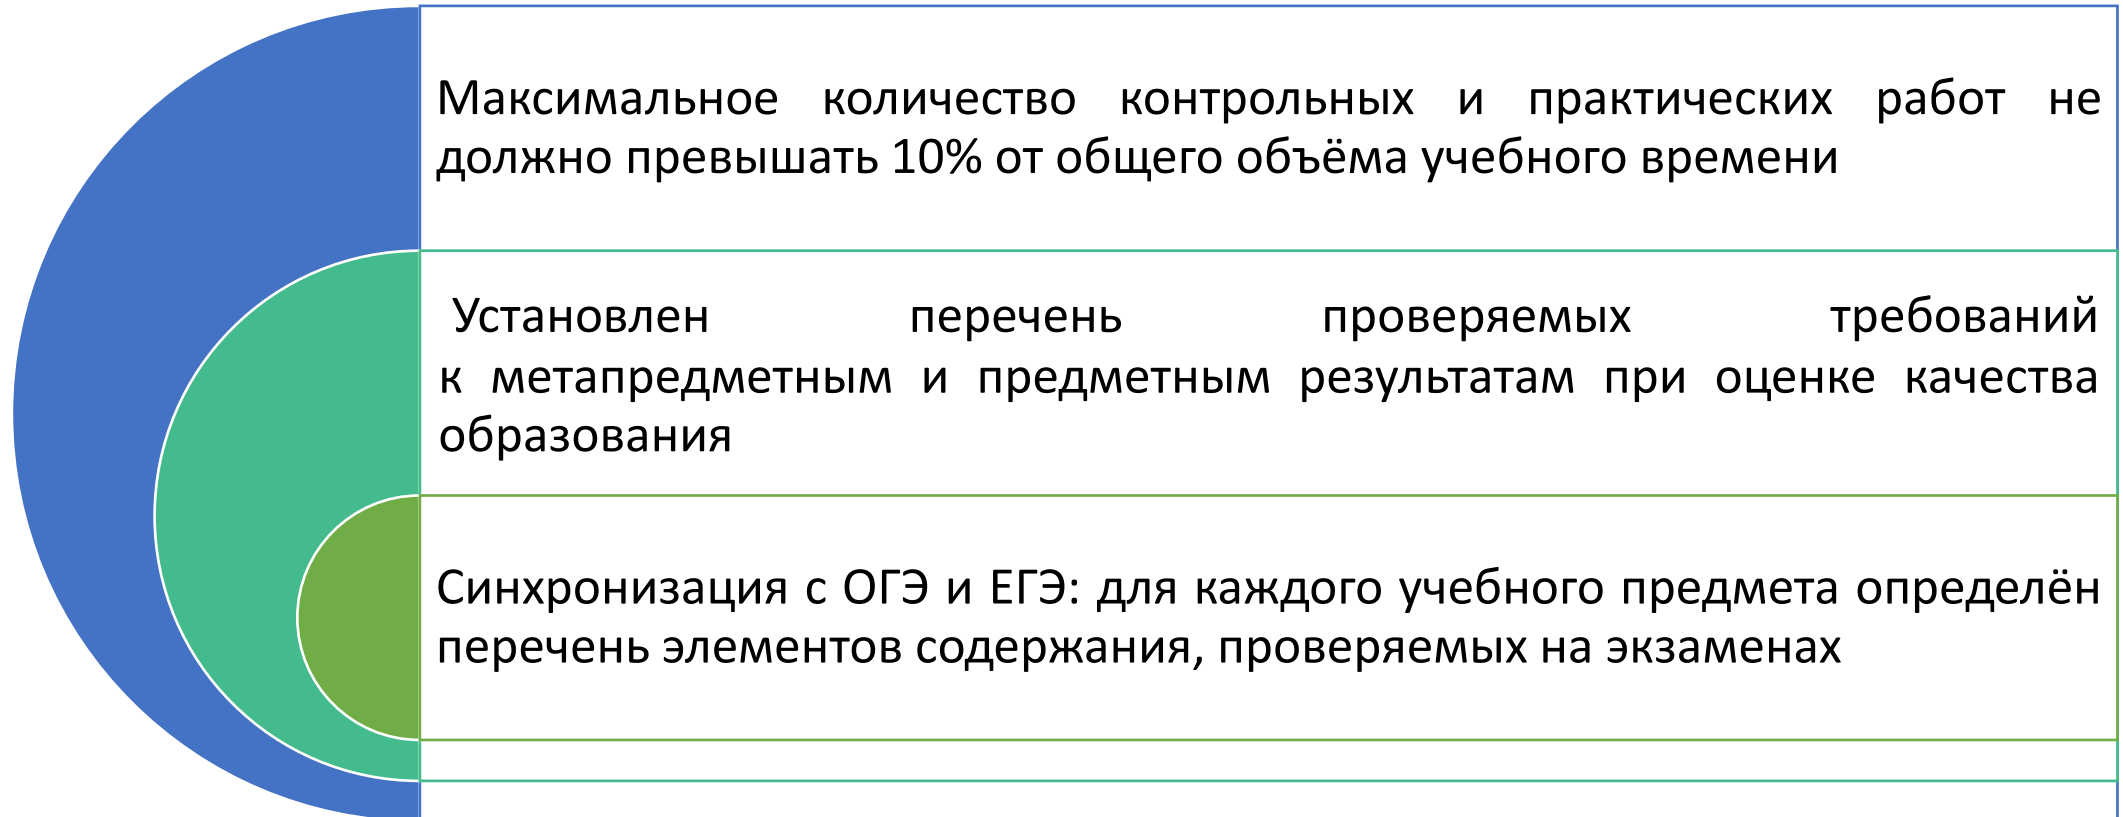 Максимальное количество контрольных и практических работ не
должно превышать 10% от общего объёма учебного времени
Установлен перечень проверяемых требований
к метапредметным и предметным результатам при оценке качества
образования
Синхронизация с ОГЭ и ЕГЭ: для каждого учебного предмета определён
перечень элементов содержания, проверяемых на экзаменах